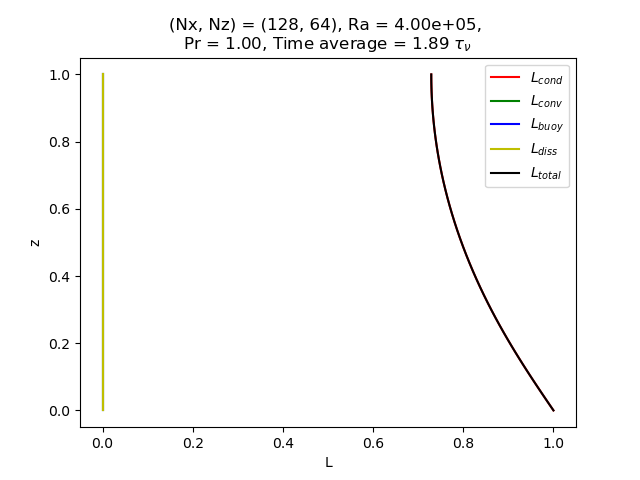 (Nx, Nz) = (128, 64), Ra = 4.00e+05,
Pr = 1.00, Time average = 1.89 τ_ν
1.0
0.8
0.6
0.4
0.2
0.0
z
L_cond
L_conv
L_buoy
L_diss
L_total
0.0 0.2 0.4 0.6 0.8 1.0
L